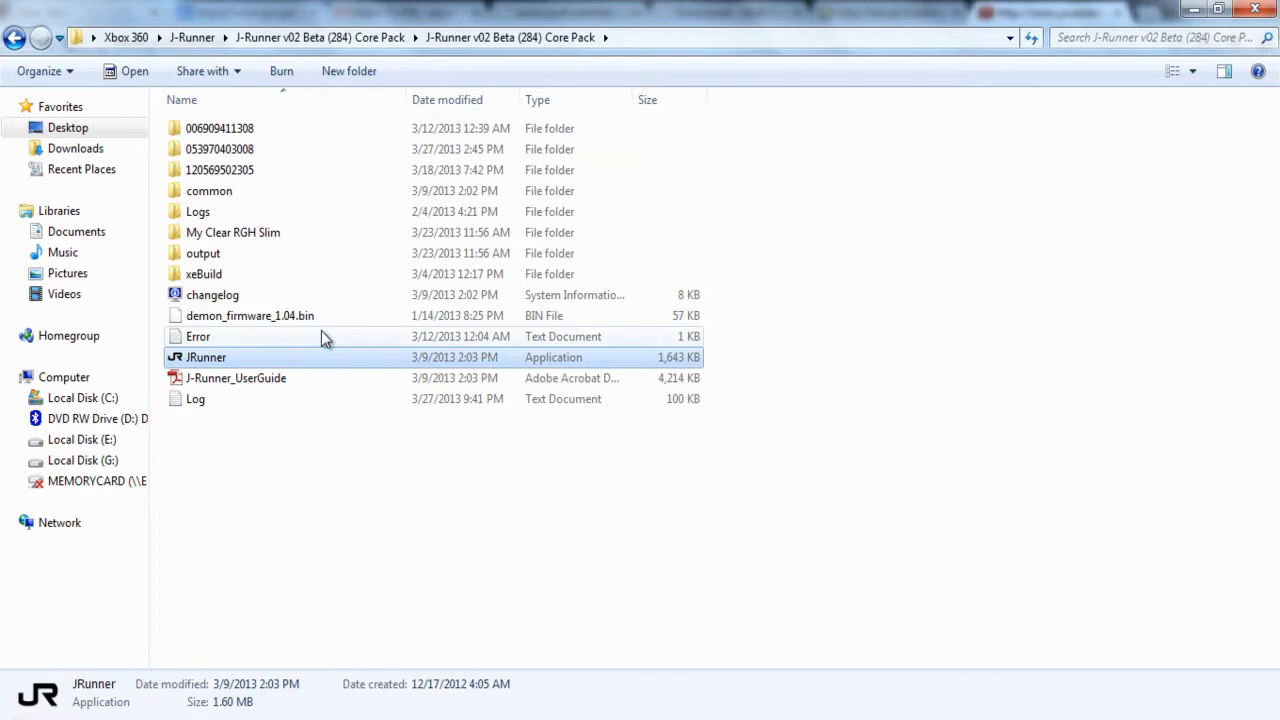 Xbox 360 ▸ J-Runner ▸ J-Runner v02 Beta (284) Core Pack ▸ J-Runner v02 Beta (284) Core Pack ▸
Search J-Runner v02 Beta (284) Core P...
Organize Open Share with Burn New folder
Name Date modified Type Size
Favorites
Desktop
Downloads
Recent Places
Libraries
Documents
Music
Pictures
Videos
Homegroup
Computer
Local Disk (C:)
DVD RW Drive (D:) D
Local Disk (E:)
Local Disk (G:)
MEMORYCARD (\\E
Network
006909411308 3/12/2013 12:39 AM File folder
053970403008 3/27/2013 2:45 PM File folder
120569502305 3/18/2013 7:42 PM File folder
common 3/9/2013 2:02 PM File folder
Logs 2/4/2013 4:21 PM File folder
My Clear RGH Slim 3/23/2013 11:56 AM File folder
output 3/23/2013 11:56 AM File folder
xeBuild 3/4/2013 12:17 PM File folder
changelog 3/9/2013 2:02 PM System Informatio... 8 KB
demon_firmware_1.04.bin 1/14/2013 8:25 PM BIN File 57 KB
Error 3/12/2013 12:04 AM Text Document 1 KB
JR JRunner 3/9/2013 2:03 PM Application 1,643 KB
J-Runner_UserGuide 3/9/2013 2:03 PM Adobe Acrobat D... 4,214 KB
Log 3/27/2013 9:41 PM Text Document 100 KB
JR
JRunner Date modified: 3/9/2013 2:03 PM Date created: 12/17/2012 4:05 AM
Application Size: 1.60 MB